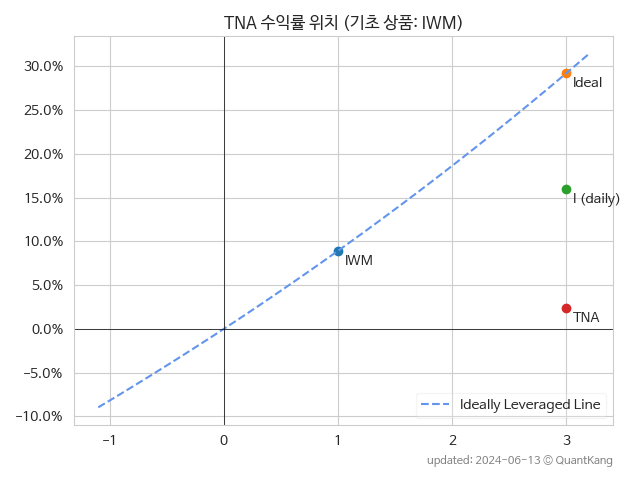 TNA 수익률 위치 (기초 상품: IWM)
30.0%
25.0%
20.0%
15.0%
10.0%
5.0%
0.0%
−5.0%
−10.0%
Ideal
I (daily)
IWM
TNA
Ideally Leveraged Line
−1
0
1
2
3
updated: 2024-06-13 © QuantKang